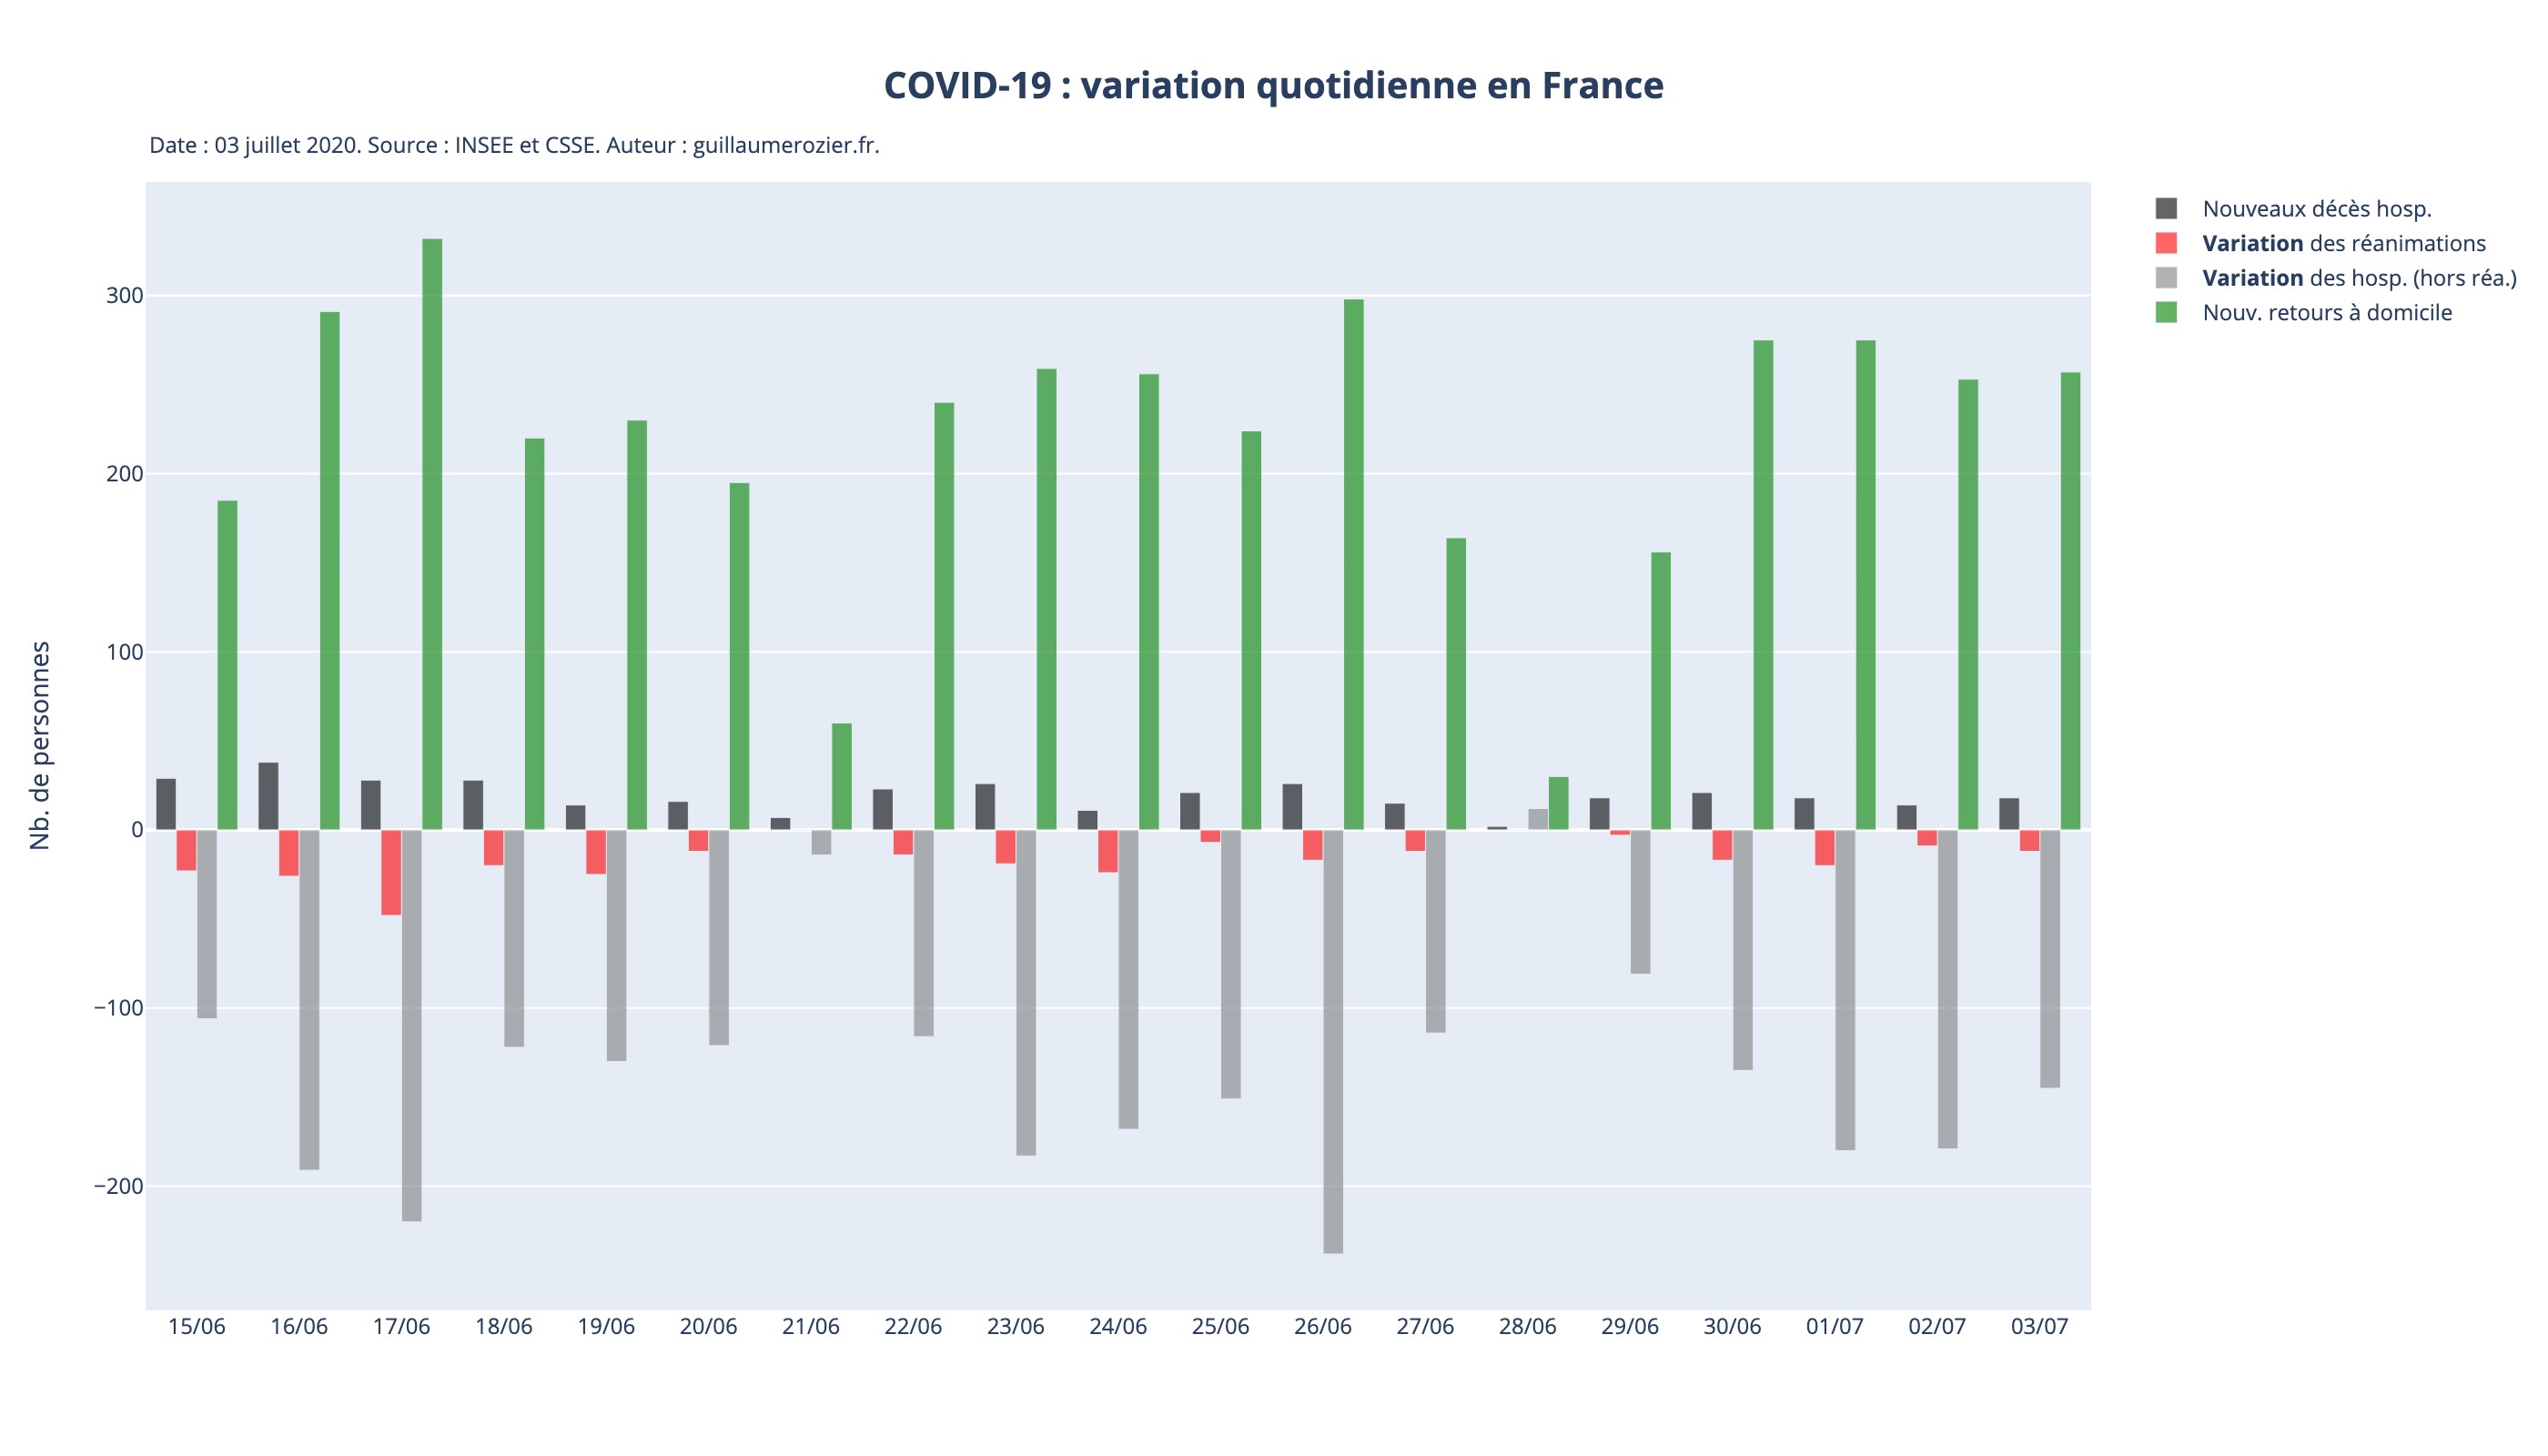 COVID-19 : variation quotidienne en France
Date : 03 juillet 2020. Source : INSEE et CSSE. Auteur : guillaumerozier.fr.
Nouveaux décès hosp.
Variation des réanimations
Variation des hosp. (hors réa.)
Nouv. retours à domicile
Nb. de personnes
300
200
100
0
−100
−200
15/06 16/06 17/06 18/06 19/06 20/06 21/06 22/06 23/06 24/06 25/06 26/06 27/06 28/06 29/06 30/06 01/07 02/07 03/07